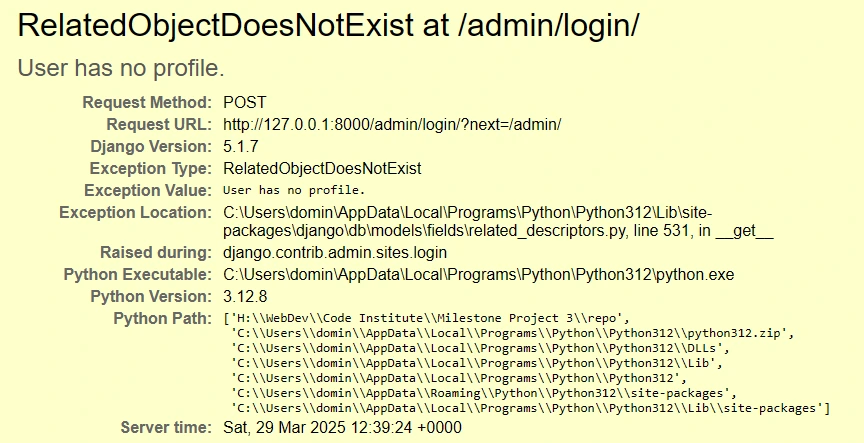 RelatedObjectDoesNotExist at /admin/login/
User has no profile.
Request Method: POST
Request URL: http://127.0.0.1:8000/admin/login/?next=/admin/
Django Version: 5.1.7
Exception Type: RelatedObjectDoesNotExist
Exception Value: User has no profile.
Exception Location: C:\Users\domin\AppData\Local\Programs\Python\Python312\Lib\site-
packages\django\db\models\fields\related_descriptors.py, line 531, in __get__
Raised during: django.contrib.admin.sites.login
Python Executable: C:\Users\domin\AppData\Local\Programs\Python\Python312\python.exe
Python Version: 3.12.8
Python Path: ['H:\\WebDev\\Code Institute\\Milestone Project 3\\repo',
'C:\\Users\\domin\\AppData\\Local\\Programs\\Python\\Python312\\python312.zip',
'C:\\Users\\domin\\AppData\\Local\\Programs\\Python\\Python312\\DLLs',
'C:\\Users\\domin\\AppData\\Local\\Programs\\Python\\Python312\\Lib',
'C:\\Users\\domin\\AppData\\Local\\Programs\\Python\\Python312',
'C:\\Users\\domin\\AppData\\Roaming\\Python\\Python312\\site-packages',
'C:\\Users\\domin\\AppData\\Local\\Programs\\Python\\Python312\\Lib\\site-packages']
Server time: Sat, 29 Mar 2025 12:39:24 +0000